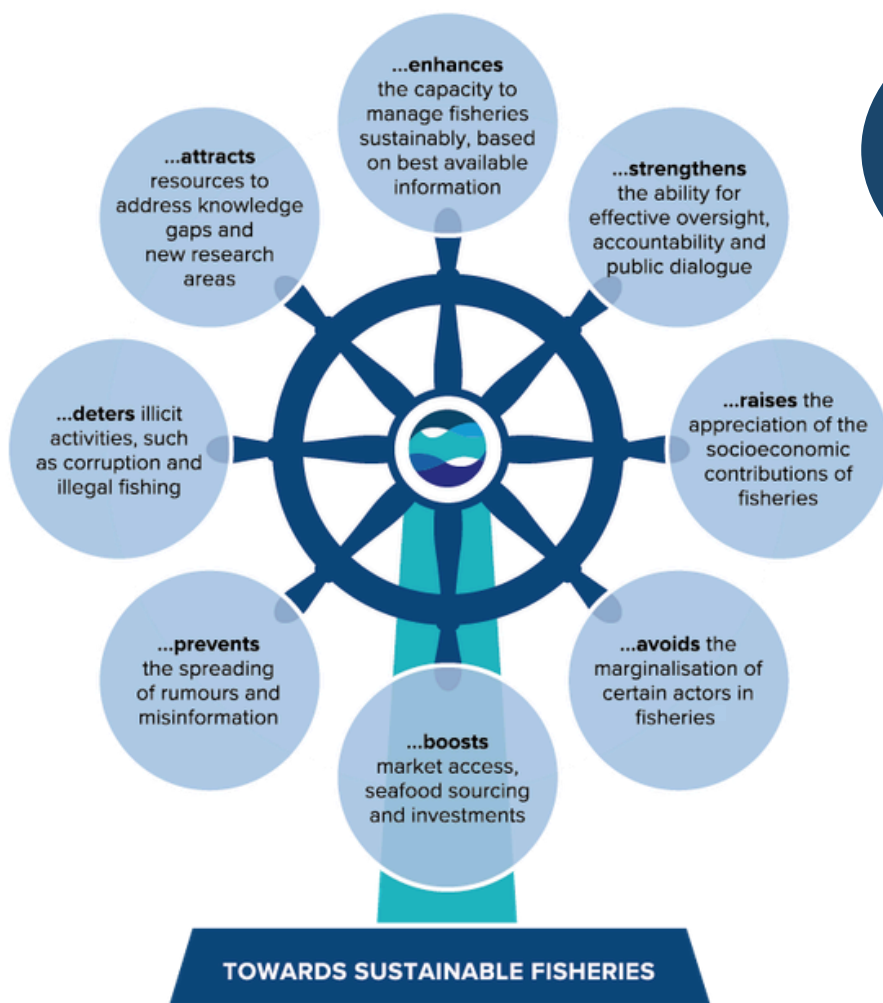 ...enhances
the capacity to
manage fisheries
sustainably, based
on best available
information
...strengthens
the ability for
effective oversight,
accountability and
public dialogue
...raises the
appreciation of the
socioeconomic
contributions of
fisheries
...avoids the
marginalisation of
certain actors in
fisheries
...boosts
market access,
seafood sourcing
and investments
...prevents
the spreading
of rumours and
misinformation
...deters illicit
activities, such
as corruption and
illegal fishing
...attracts
resources to
address knowledge
gaps and
new research
areas
TOWARDS SUSTAINABLE FISHERIES